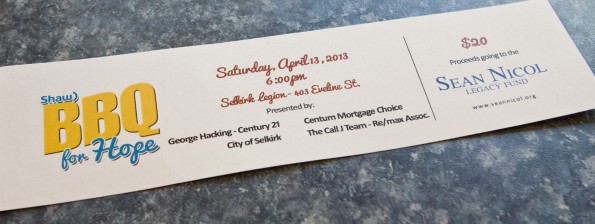 Shaw)
BBQ
for Hope
Saturday, April 13, 2013
6:00pm
Selkirk Legion - 403 Eveline St.
Presented by:
George Hacking - Century 21
Centum Mortgage Choice
City of Selkirk
The Call J Team - Re/max Assoc.
$20
Proceeds going to the
SEAN NICOL
LEGACY FUND
www.seannicol.org